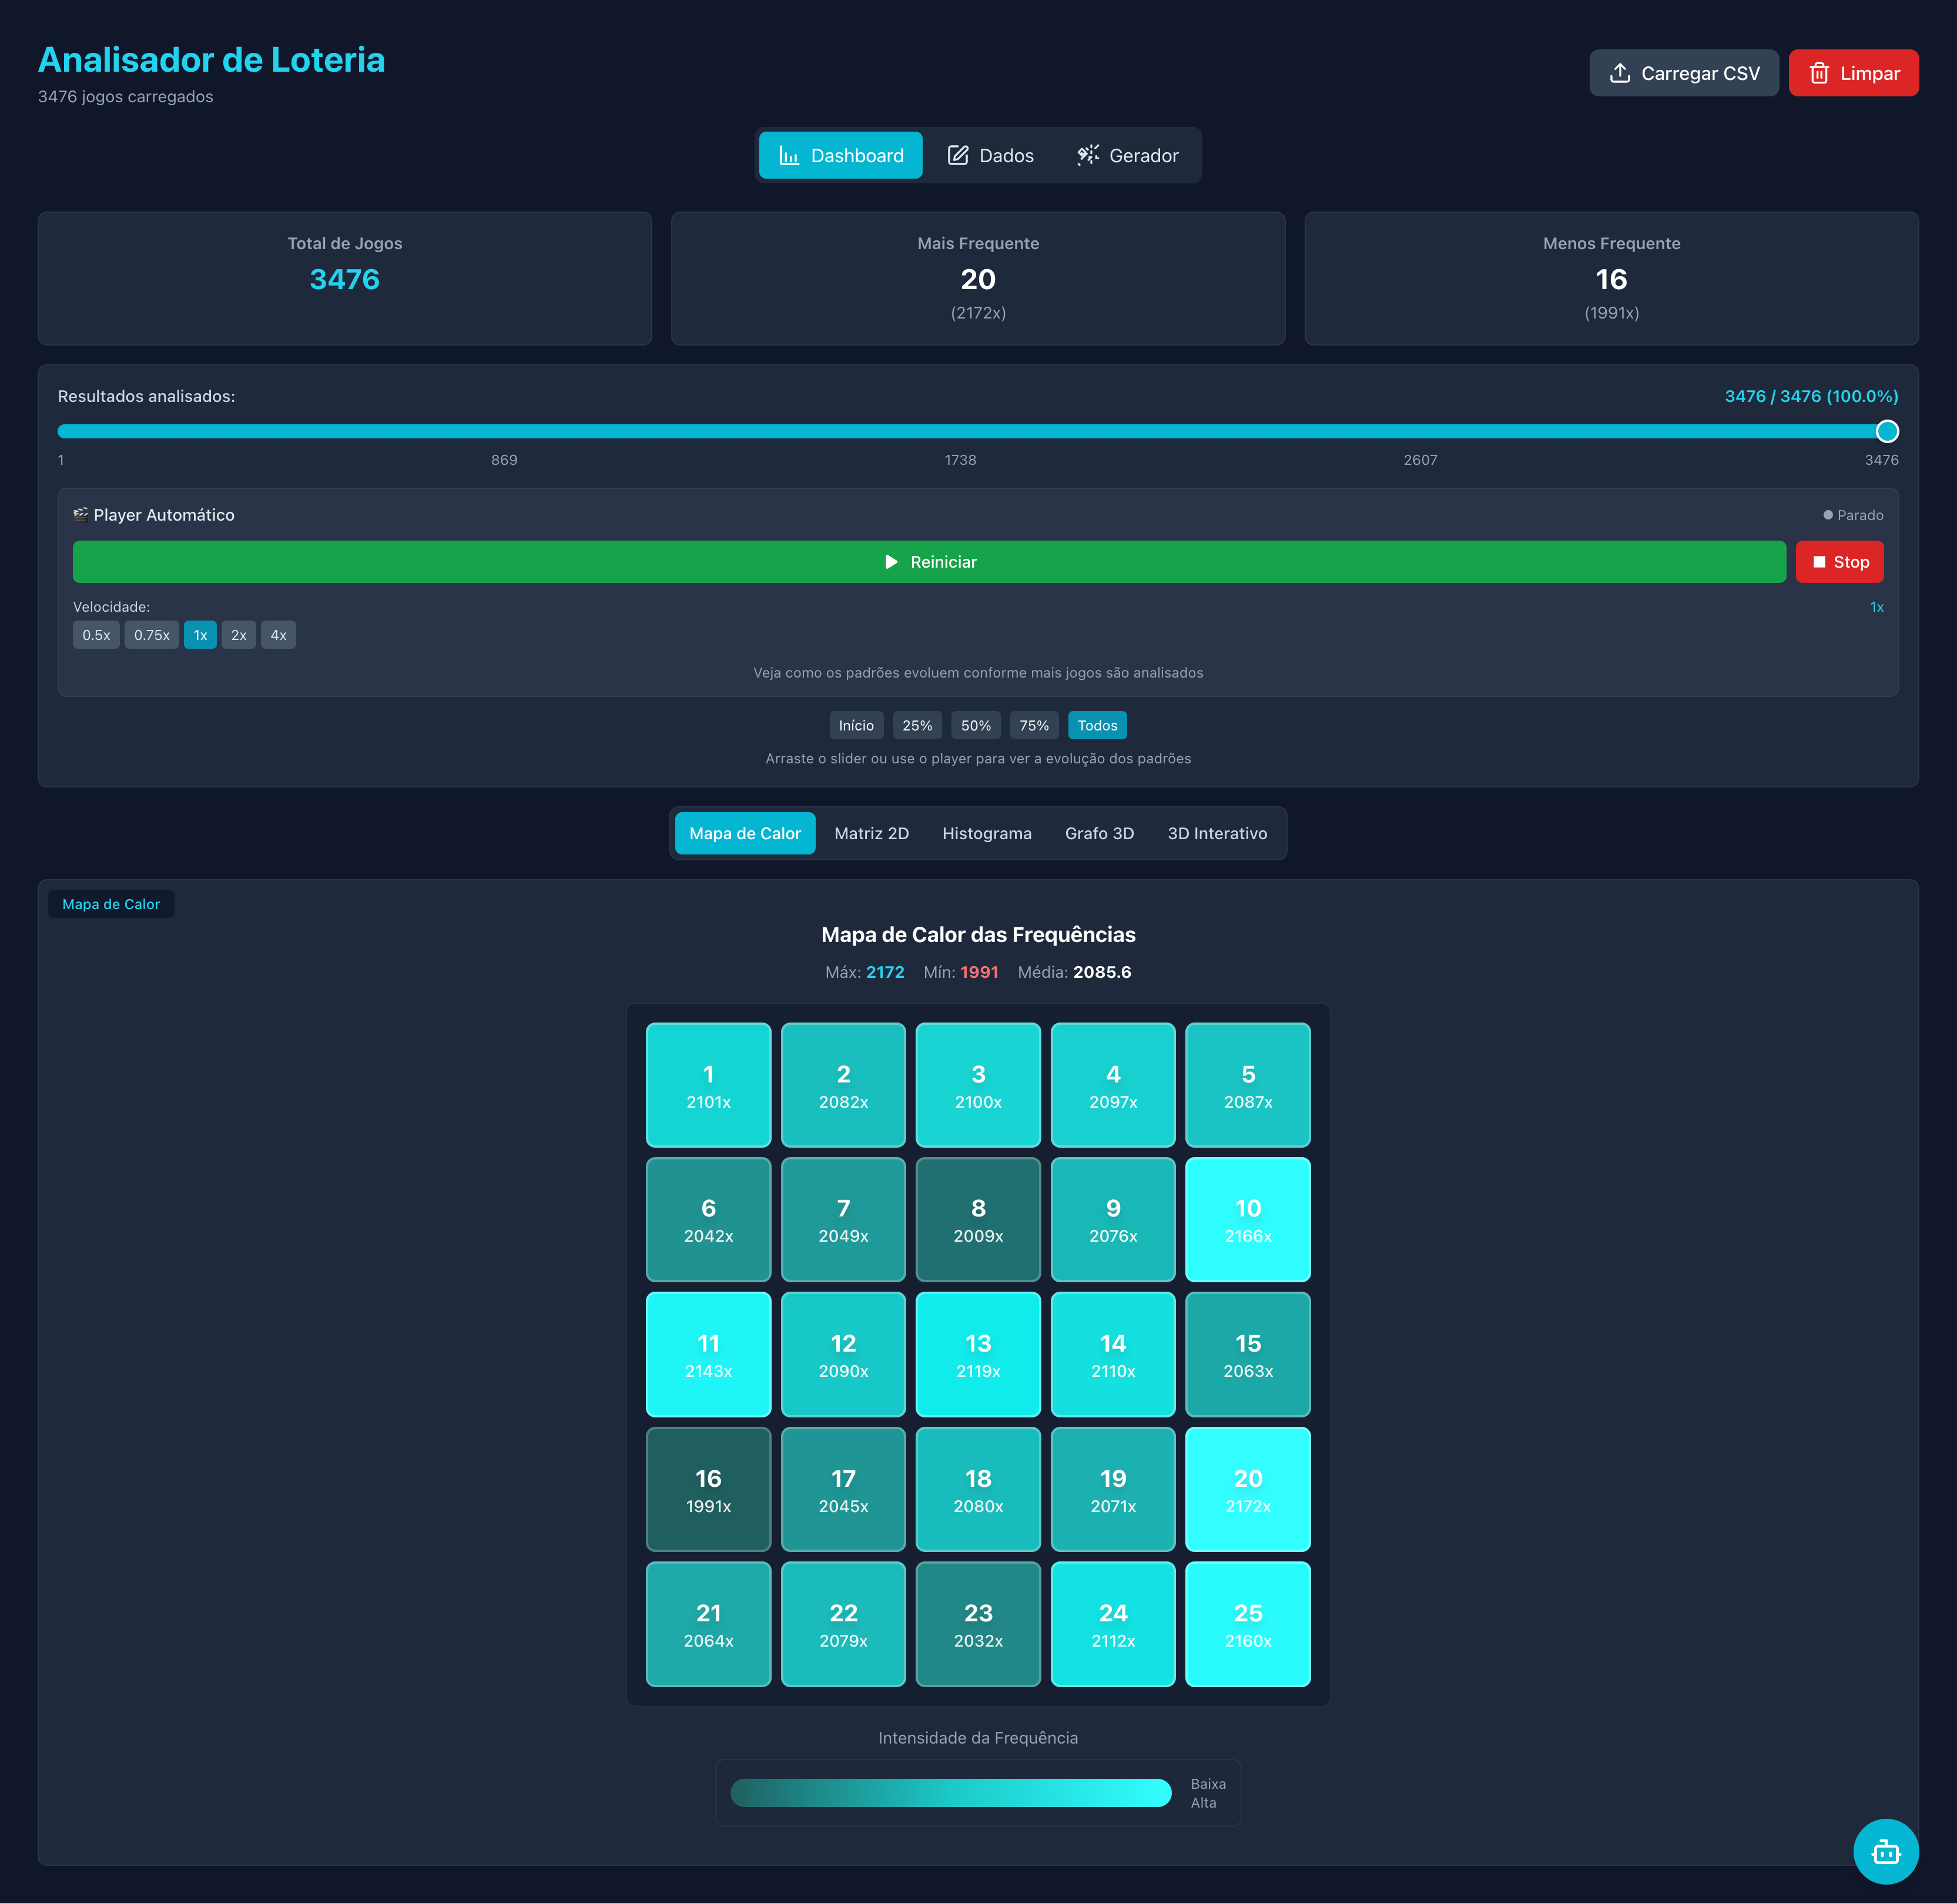 Analisador de Loteria
3476 jogos carregados
Carregar CSV
Limpar
Dashboard
Dados
Gerador
Total de Jogos
3476
Mais Frequente
20
(2172x)
Menos Frequente
16
(1991x)
Resultados analisados:
3476 / 3476 (100.0%)
1 869 1738 2607 3476
Player Automático
Parado
Reiniciar
Stop
Velocidade:
1x
0.5x 0.75x 1x 2x 4x
Veja como os padrões evoluem conforme mais jogos são analisados
Início 25% 50% 75% Todos
Arraste o slider ou use o player para ver a evolução dos padrões
Mapa de Calor Matriz 2D Histograma Grafo 3D 3D Interativo
Mapa de Calor
Mapa de Calor das Frequências
Máx: 2172 Mín: 1991 Média: 2085.6
1 2 3 4 5
2101x 2082x 2100x 2097x 2087x
6 7 8 9 10
2042x 2049x 2009x 2076x 2166x
11 12 13 14 15
2143x 2090x 2119x 2110x 2063x
16 17 18 19 20
1991x 2045x 2080x 2071x 2172x
21 22 23 24 25
2064x 2079x 2032x 2112x 2160x
Intensidade da Frequência
Baixa
Alta